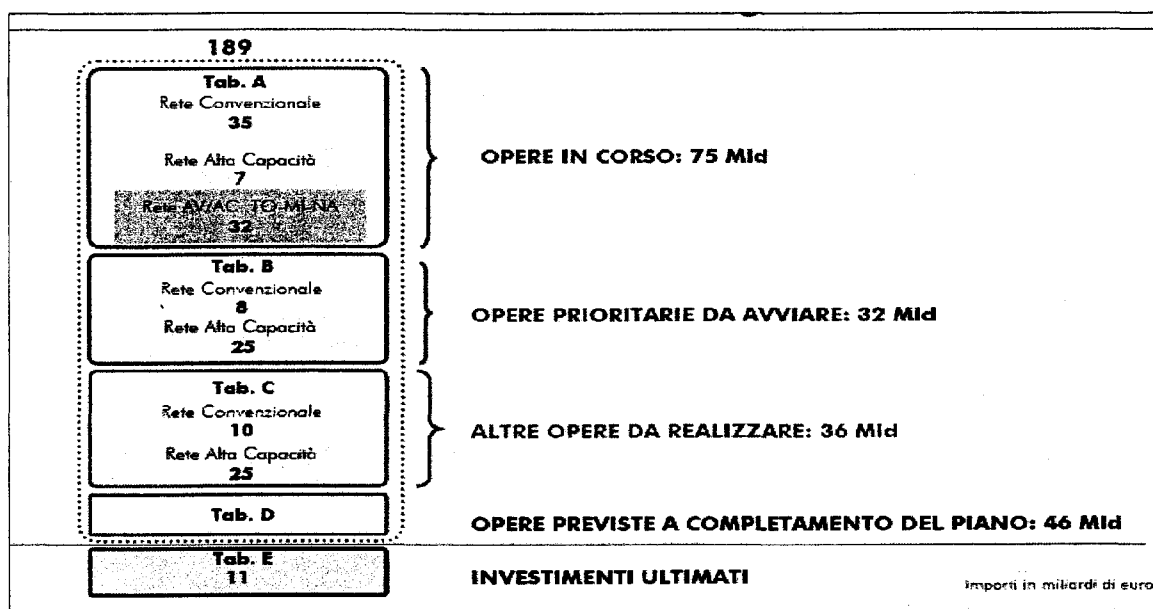 189
Tab. A
Rete Convenzionale
35
Rete Alta Capacità
7
Rete AV/AC TO-MI-NA
32
OPERE IN CORSO: 75 Mld
Tab. B
Rete Convenzionale
8
Rete Alta Capacità
25
OPERE PRIORITARIE DA AVVIARE: 32 Mld
Tab. C
Rete Convenzionale
10
Rete Alta Capacità
25
ALTRE OPERE DA REALIZZARE: 36 Mld
Tab. D
OPERE PREVISTE A COMPLETAMENTO DEL PIANO: 46 Mld
Tab. E
11
INVESTIMENTI ULTIMATI
Importi in miliardi di euro